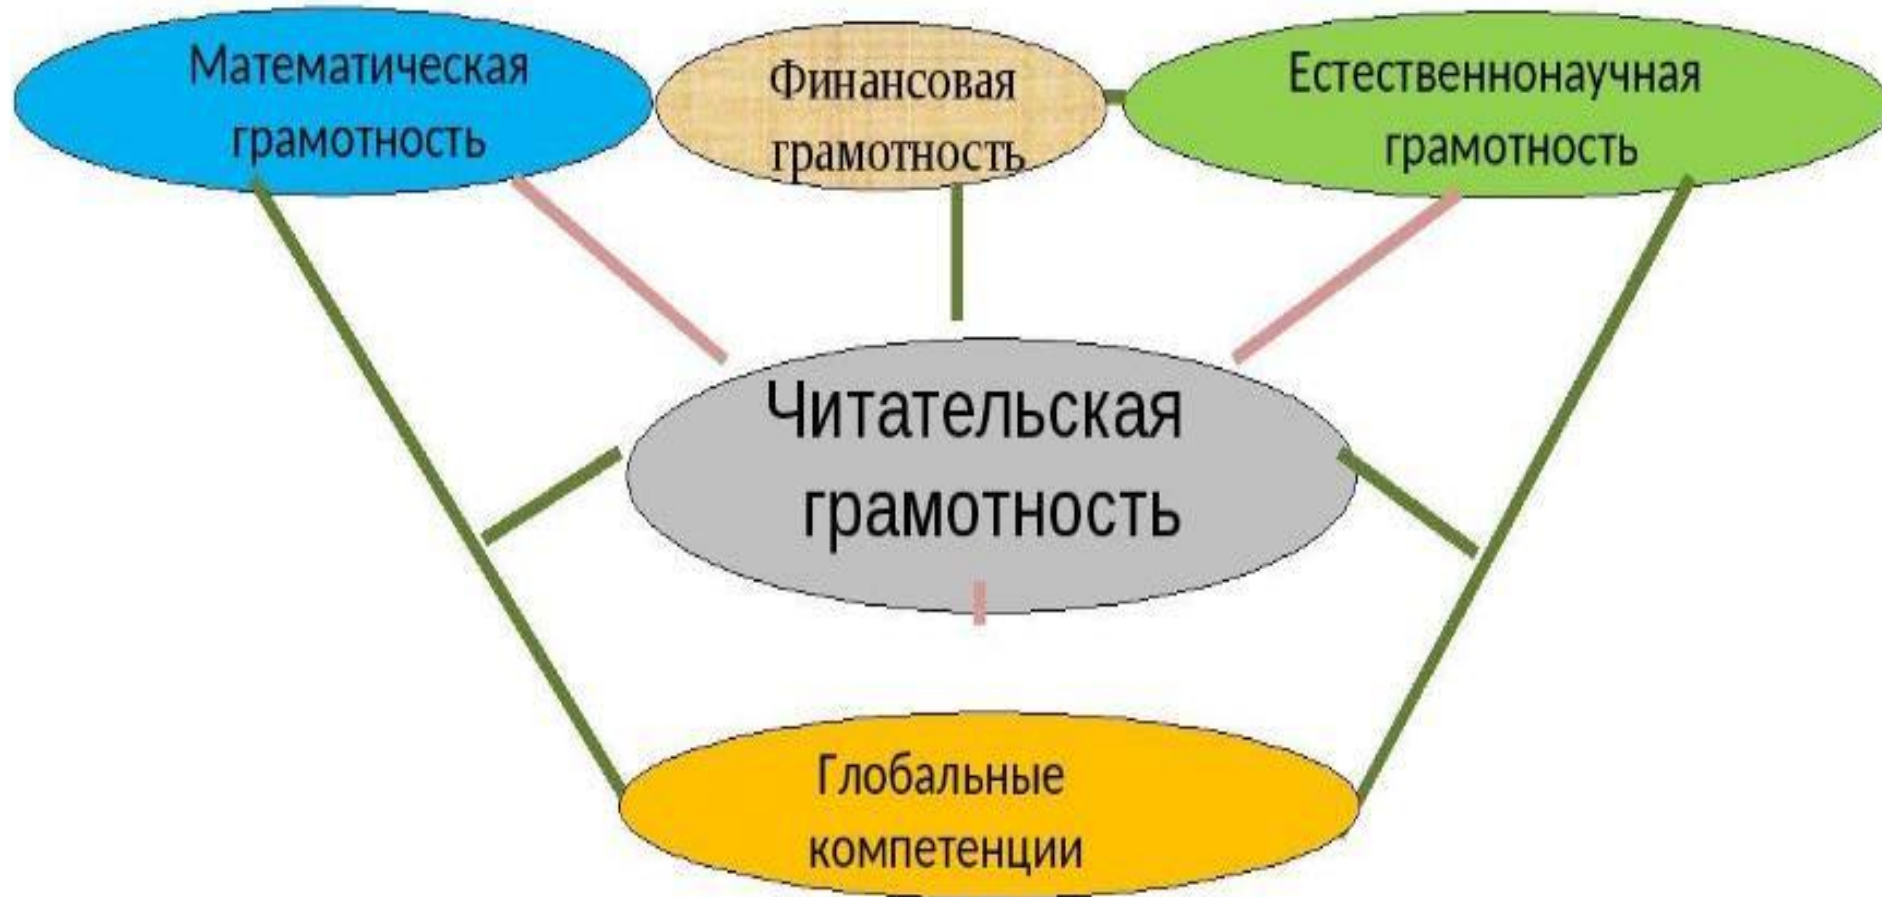 Математическая
грамотность
Финансовая
грамотность
Естественнонаучная
грамотность
Читательская
грамотность
Глобальные
компетенции